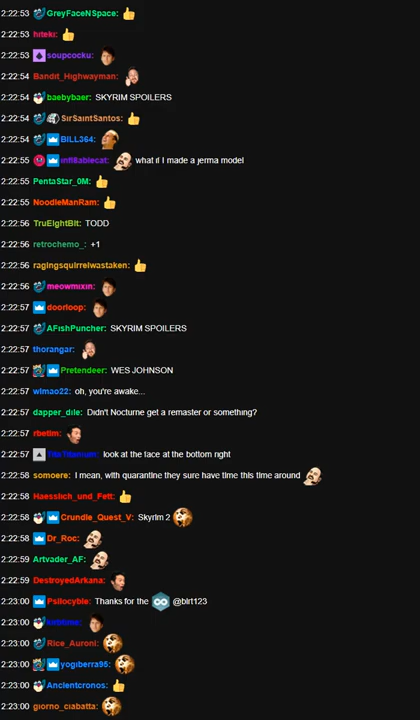 2:22:53 GreyFaceNSpace:
2:22:53 hiteki:
2:22:53 soupcocku:
2:22:54 Bandit_Highwayman:
2:22:54 baebybaer: SKYRIM SPOILERS
2:22:54 SirSaintSantos:
2:22:54 BILL364:
2:22:55 infilablecat: what if I made a jerma model
2:22:55 PentaStar_0M:
2:22:55 NoodleManRam:
2:22:56 TruEightBit: TODD
2:22:56 retrochemo_: +1
2:22:56 ragingsquirrelwastaken:
2:22:56 meowmixin:
2:22:57 doorloop:
2:22:57 AFishPuncher: SKYRIM SPOILERS
2:22:57 thorangar:
2:22:57 Pretendeer: WES JOHNSON
2:22:57 wlmao22: oh, you're awake...
2:22:57 dapper_dile: Didn't Nocturne get a remaster or something?
2:22:57 rbetim:
2:22:57 look at the face at the bottom right
2:22:58 somoere: I mean, with quarantine they sure have time this time around
2:22:58 Haesslich_und_Fett:
2:22:58 Crundle_Quest_V: Skyrim 2
2:22:58 Dr_Roc:
2:22:59 Artvader_AF:
2:22:59 DestroyedArkana:
2:23:00 Psilocyble: Thanks for the @birt123
2:23:00
2:23:00 Rice_Auroni:
2:23:00 yogiberra95:
2:23:00 Ancientcronos:
2:23:00 giorno_ciabatta: